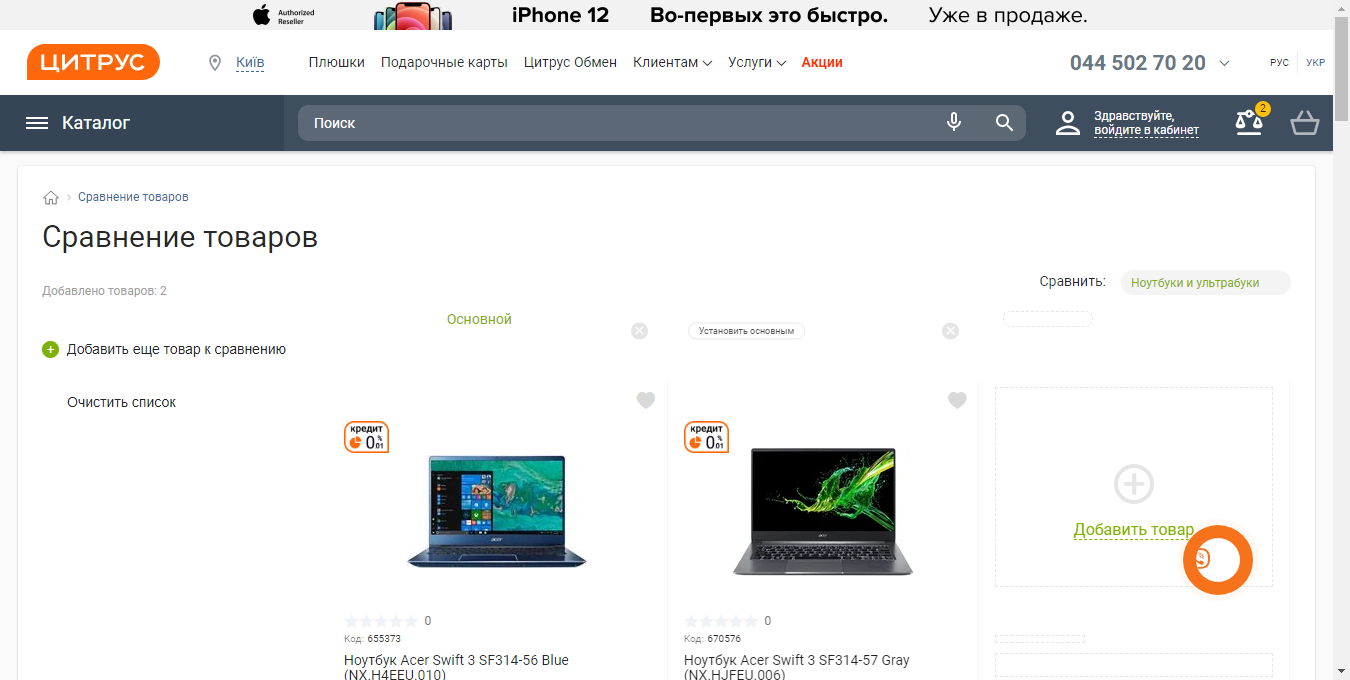 Authorized
Reseller
iPhone 12 Во-первых это быстро. Уже в продаже.
ЦИТРУС
Київ
Плюшки Подарочные карты Цитрус Обмен Клиентам Услуги Акции
044 502 70 20
РУС УКР
Каталог
Поиск
Здравствуйте,
войдите в кабинет
2
Сравнение товаров
Сравнение товаров
Добавлено товаров: 2
Сравнить: Ноутбуки и ультрабуки
Основной
Установить основным
Добавить еще товар к сравнению
Очистить список
кредит
0,01%
кредит
0,01%
acer
acer
Добавить товар
0
0
Код: 655373
Код: 670576
Ноутбук Acer Swift 3 SF314-56 Blue
(NX.H4EEU.010)
Ноутбук Acer Swift 3 SF314-57 Gray
(NX.HJFEU.006)